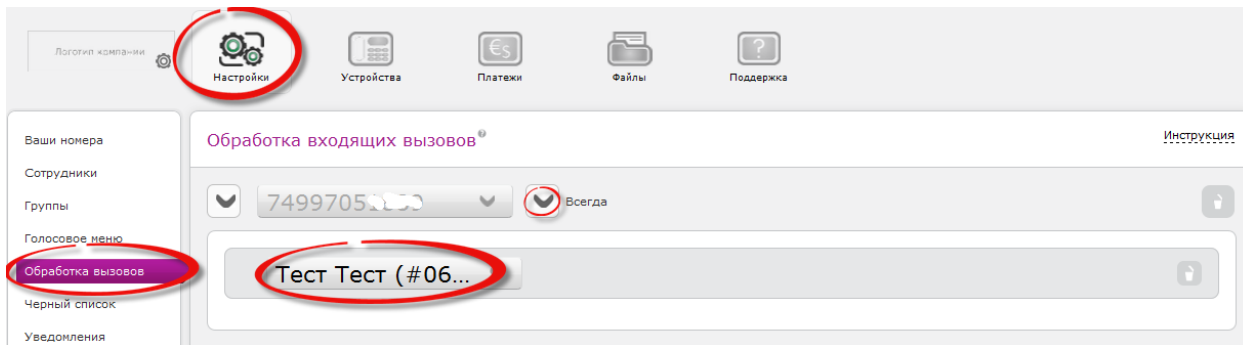 Логотип компании
Настройки
Устройства
Платежи
Файлы
Поддержка
Ваши номера
Сотрудники
Группы
Голосовое меню
Обработка вызовов
Черный список
Уведомления
Обработка входящих вызовов
Инструкция
Всегда
Тест Тест (#06...